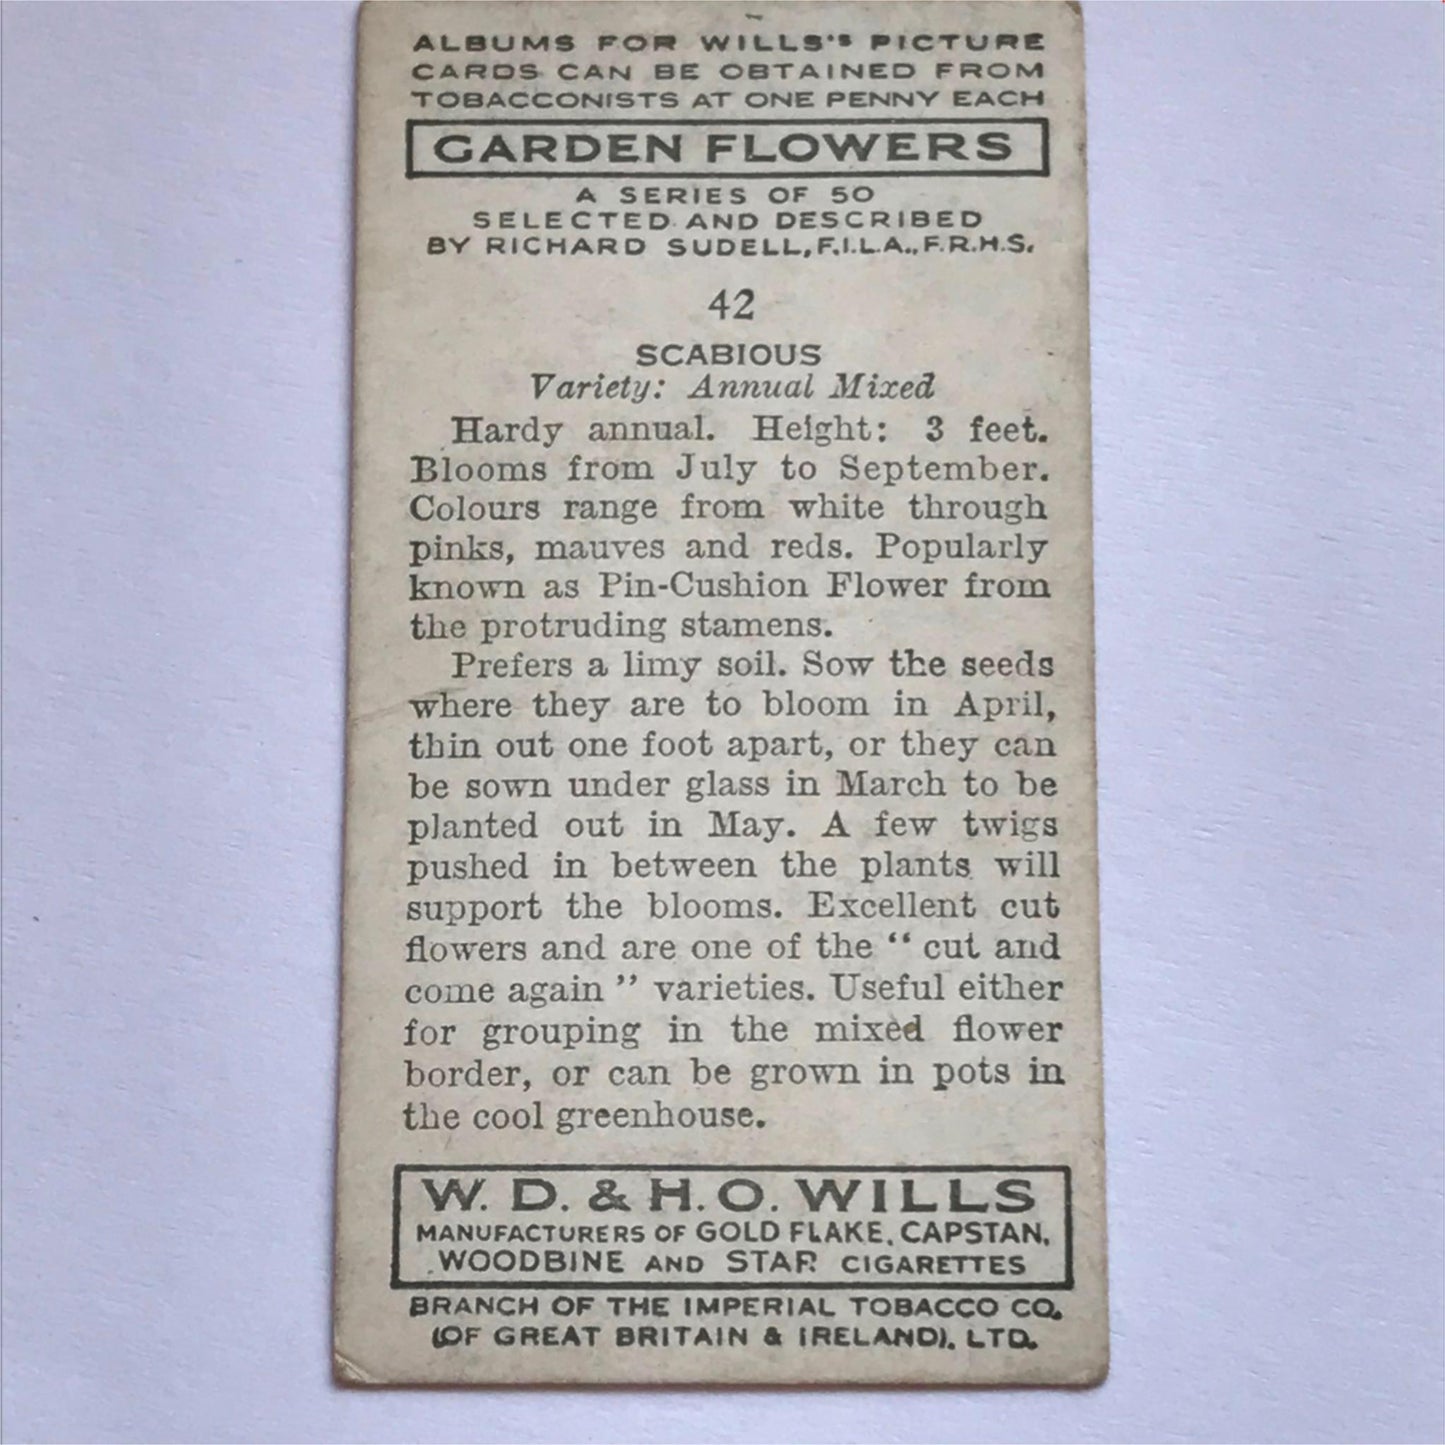 ALBUMS FOR WILLS'S PICTURE
CARDS CAN BE OBTAINED FROM
TOBACCONISTS AT ONE PENNY EACH
GARDEN FLOWERS
A SERIES OF 50
SELECTED AND DESCRIBED
BY RICHARD SUDELL, F.I.L.A., F.R.H.S.
42
SCABIOUS
Variety: Annual Mixed
Hardy annual. Height: 3 feet.
Blooms from July to September.
Colours range from white through
pinks, mauves and reds. Popularly
known as Pin-Cushion Flower from
the protruding stamens.
Prefers a limy soil. Sow the seeds
where they are to bloom in April,
thin out one foot apart, or they can
be sown under glass in March to be
planted out in May. A few twigs
pushed in between the plants will
support the blooms. Excellent cut
flowers and are one of the “ cut and
come again ” varieties. Useful either
for grouping in the mixed flower
border, or can be grown in pots in
the cool greenhouse.
W. D. & H. O. WILLS
MANUFACTURERS OF GOLD FLAKE, CAPSTAN,
WOODBINE AND STAR CIGARETTES
BRANCH OF THE IMPERIAL TOBACCO CO.
(OF GREAT BRITAIN & IRELAND), LTD.